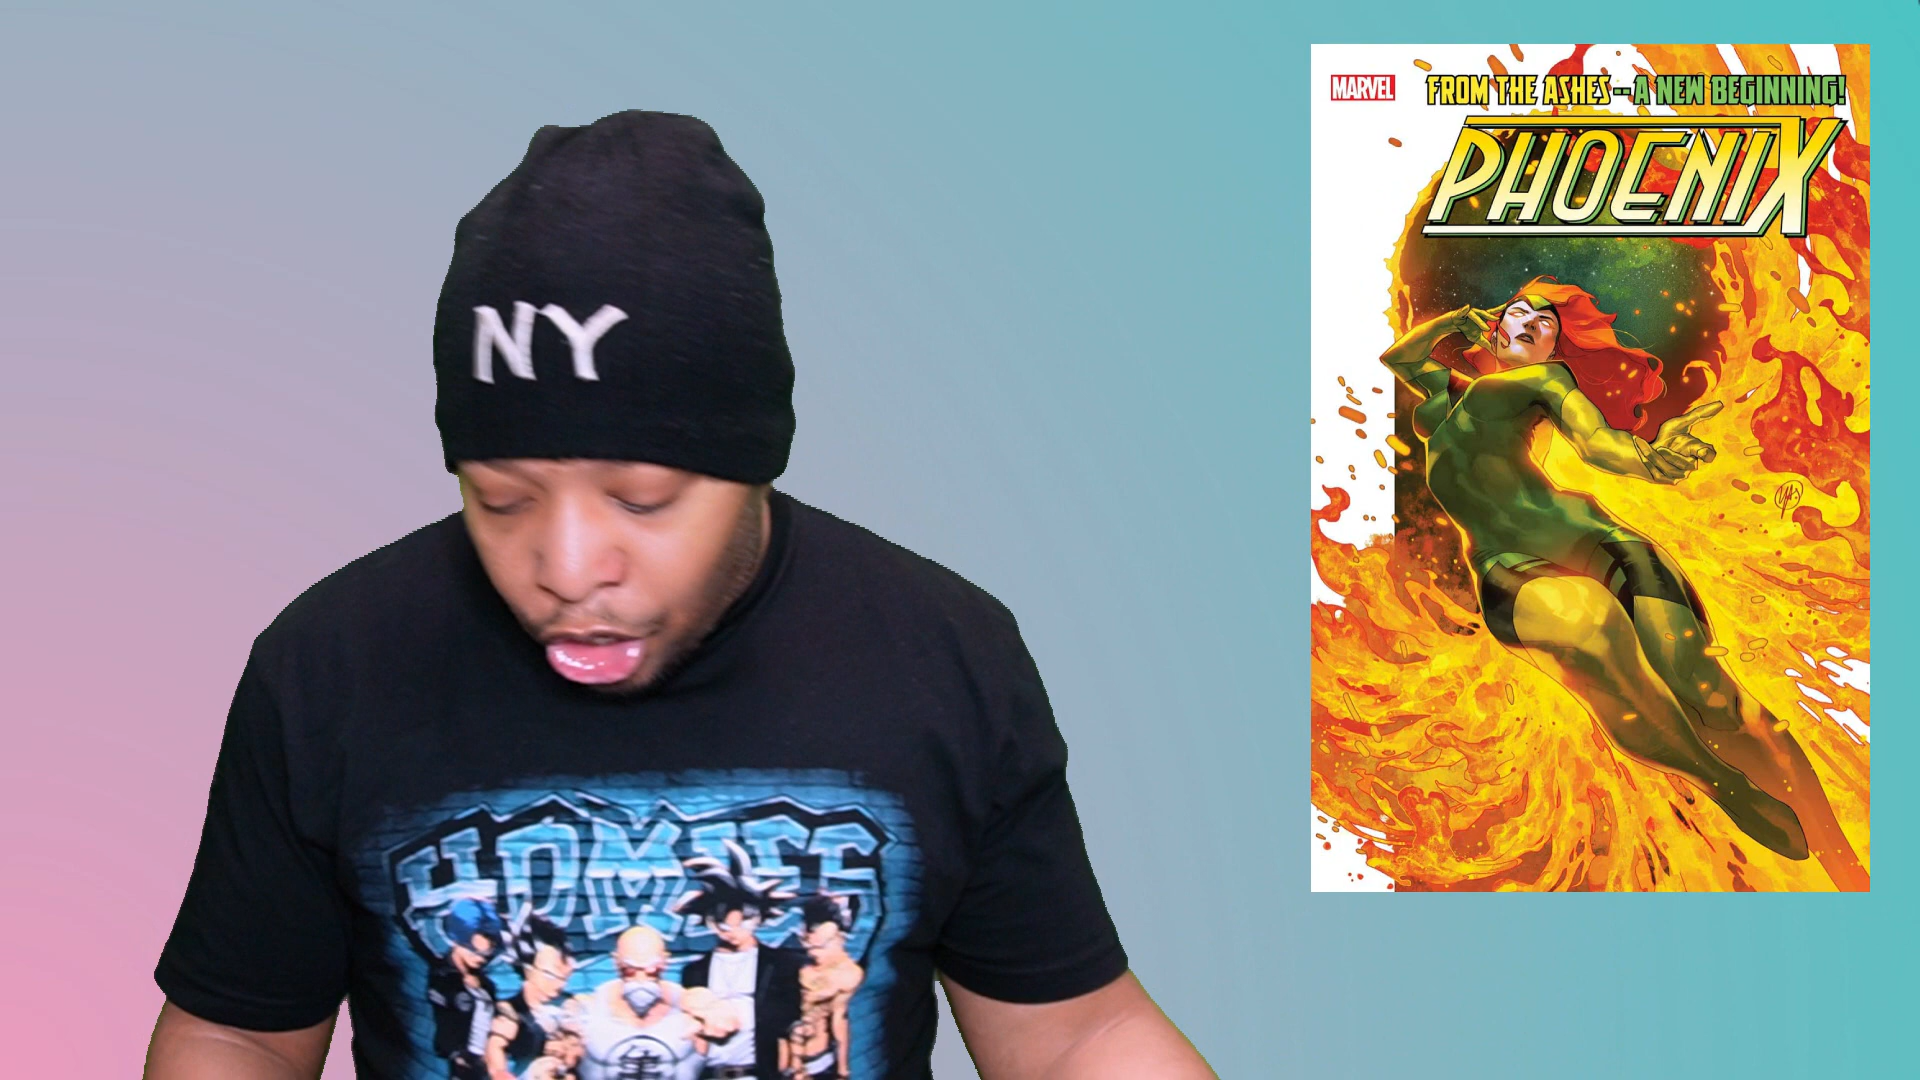 MARVEL
FROM THE ASHES--A NEW BEGINNING!
PHOENIX
NY
HOMIES